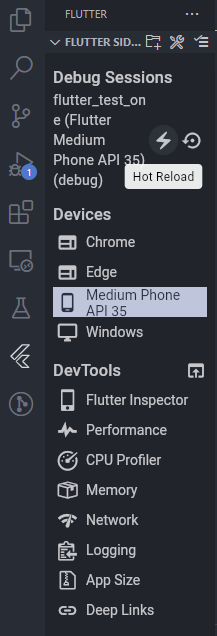 FLUTTER
FLUTTER SID...
Debug Sessions
flutter_test_on
e (Flutter
Medium
Phone API 35)
(debug)
Hot Reload
1
Devices
Chrome
Edge
Medium Phone
API 35
Windows
DevTools
Flutter Inspector
Performance
CPU Profiler
Memory
Network
Logging
App Size
Deep Links